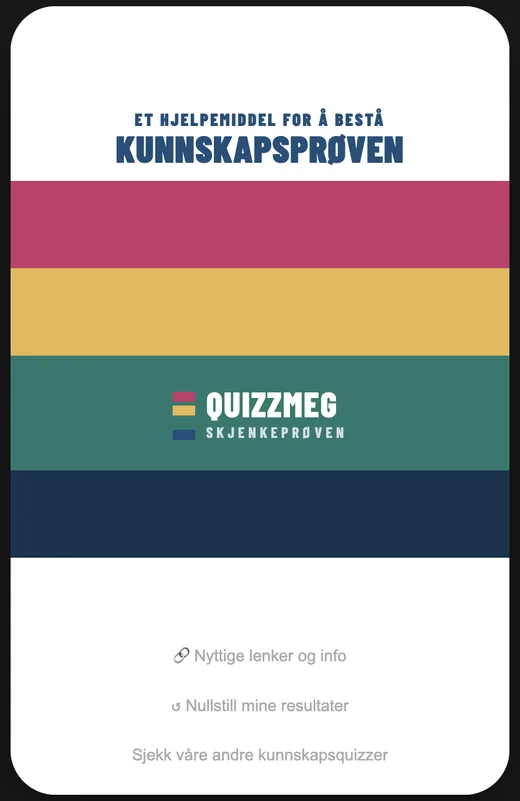 ET HJELPEMIDDEL FOR Å BESTÅ
KUNNSKAPSPRØVEN
QUIZZMEG
SKJENKEPRØVEN
Nyttige lenker og info
↺ Nullstill mine resultater
Sjekk våre andre kunnskapsquizzer